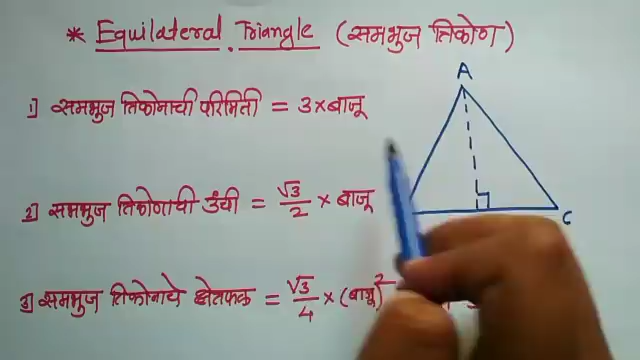 * Equilateral Triangle (समभुज त्रिकोण)
A
1) समभुज त्रिकोनाची परिमिती = 3 × बाजू
2) समभुज त्रिकोणाची उंची = √3/2 × बाजू
C
3) समभुज त्रिकोनाचे क्षेत्रफळ = √3/4 × (बाजू)²